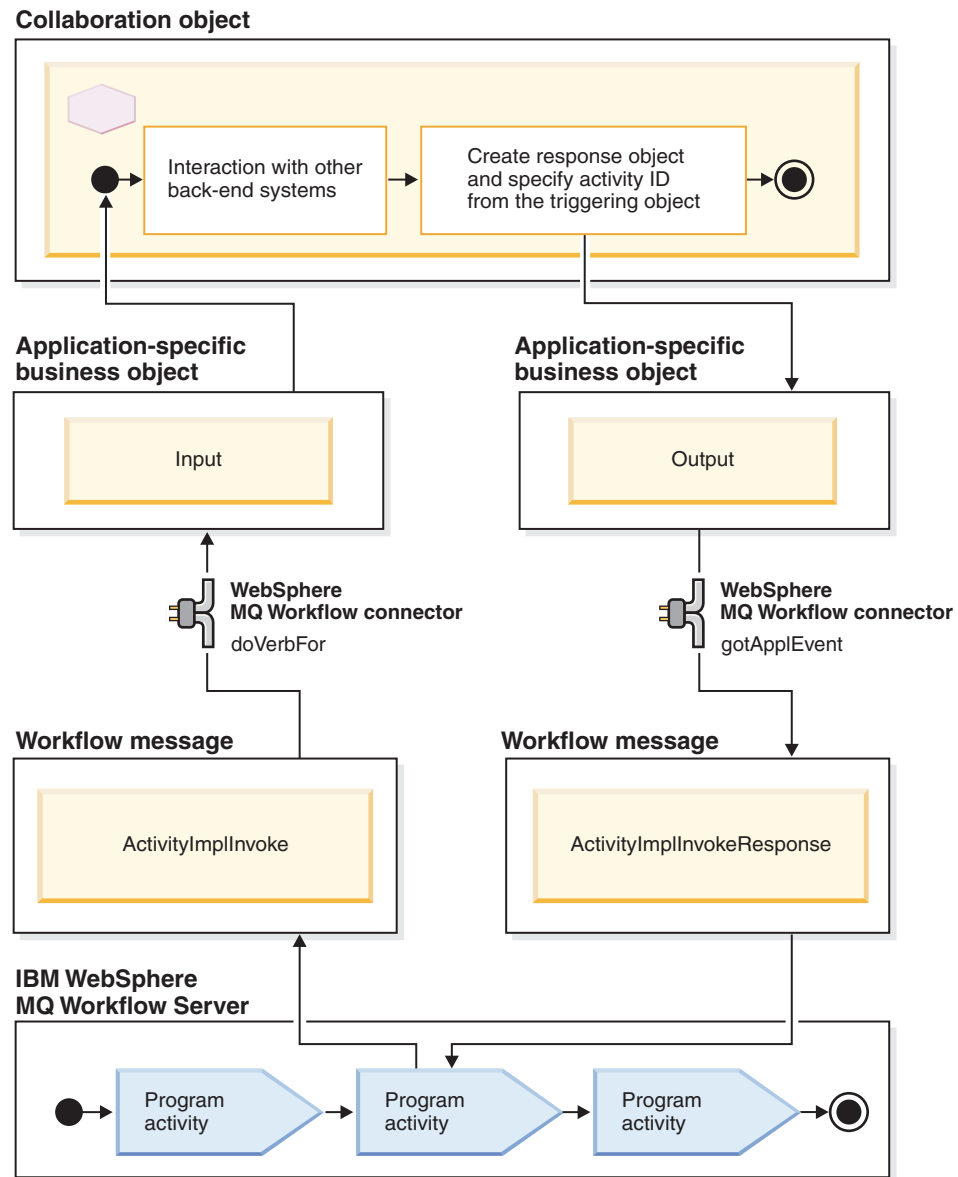 Collaboration object
Interaction with other
back-end systems
Create response object
and specify activity ID
from the triggering object
Application-specific
business object
Application-specific
business object
Input
Output
WebSphere
MQ Workflow connector
doVerbFor
WebSphere
MQ Workflow connector
gotApplEvent
Workflow message
Workflow message
ActivityImplInvoke
ActivityImplInvokeResponse
IBM WebSphere
MQ Workflow Server
Program
activity
Program
activity
Program
activity